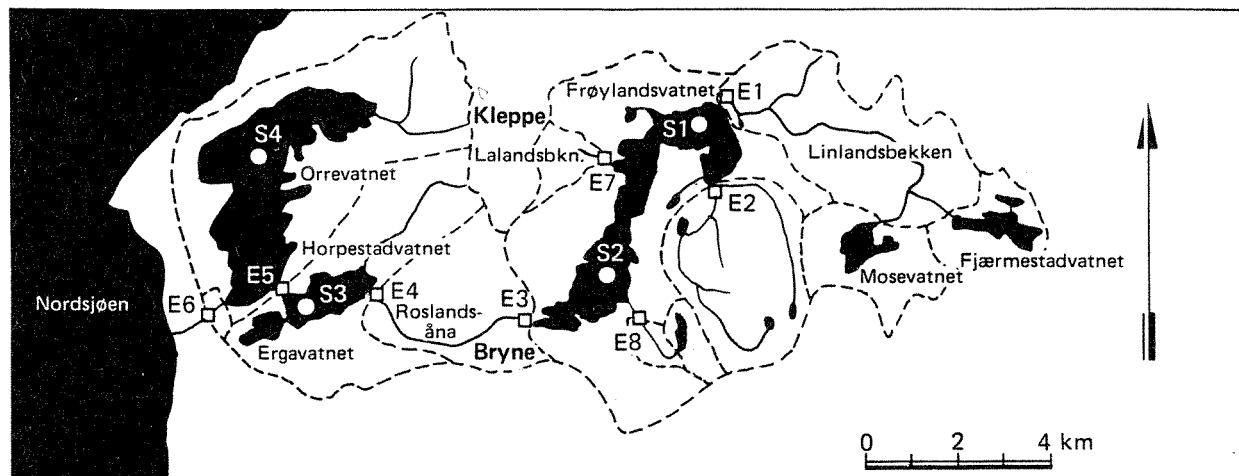 Frøylandsvatnet
E1
Kleppe
S1
S4
Lalandsbkn.
Linlandsbekken
E7
Orrevatnet
E2
Horpestadvatnet
S2
Fjærmestadvatnet
Mosevatnet
E5
S3
E4
Nordsjøen
E6
Roslands-
åna
E3
E8
Ergavatnet
Bryne
0 2 4 km